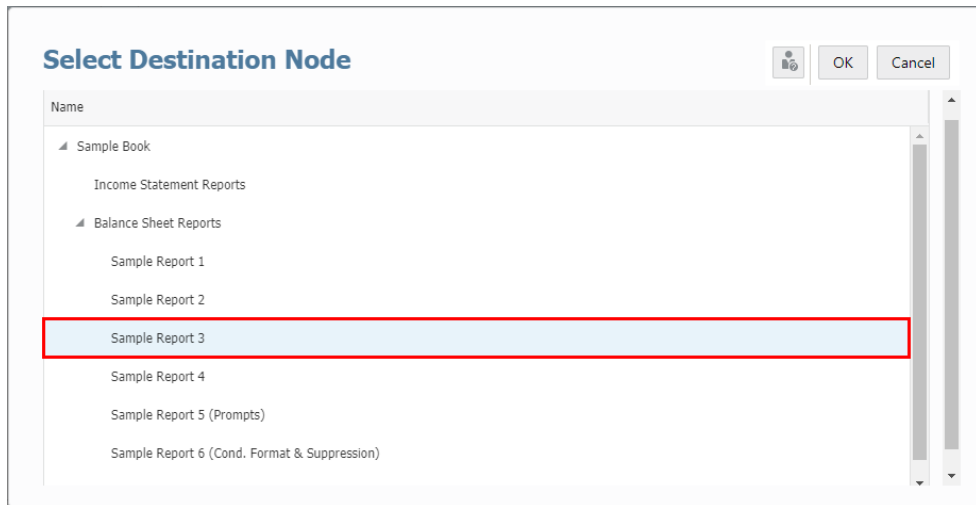 Select Destination Node
OK
Cancel
Name
Sample Book
Income Statement Reports
Balance Sheet Reports
Sample Report 1
Sample Report 2
Sample Report 3
Sample Report 4
Sample Report 5 (Prompts)
Sample Report 6 (Cond. Format & Suppression)